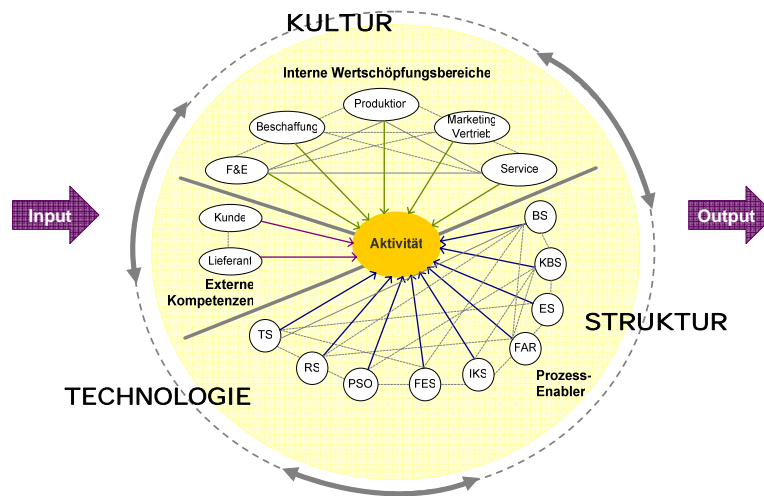 KULTUR
Interne Wertschöpfungsbereiche
Produktion
Beschaffung
Marketing
Vertrieb
F&E
Service
Input
Kunde
Lieferant
Externe
Kompetenzen
Aktivität
BS
KBS
ES
FAR
IKS
FES
PSO
RS
TS
Output
STRUKTUR
Prozess-
Enabler
TECHNOLOGIE